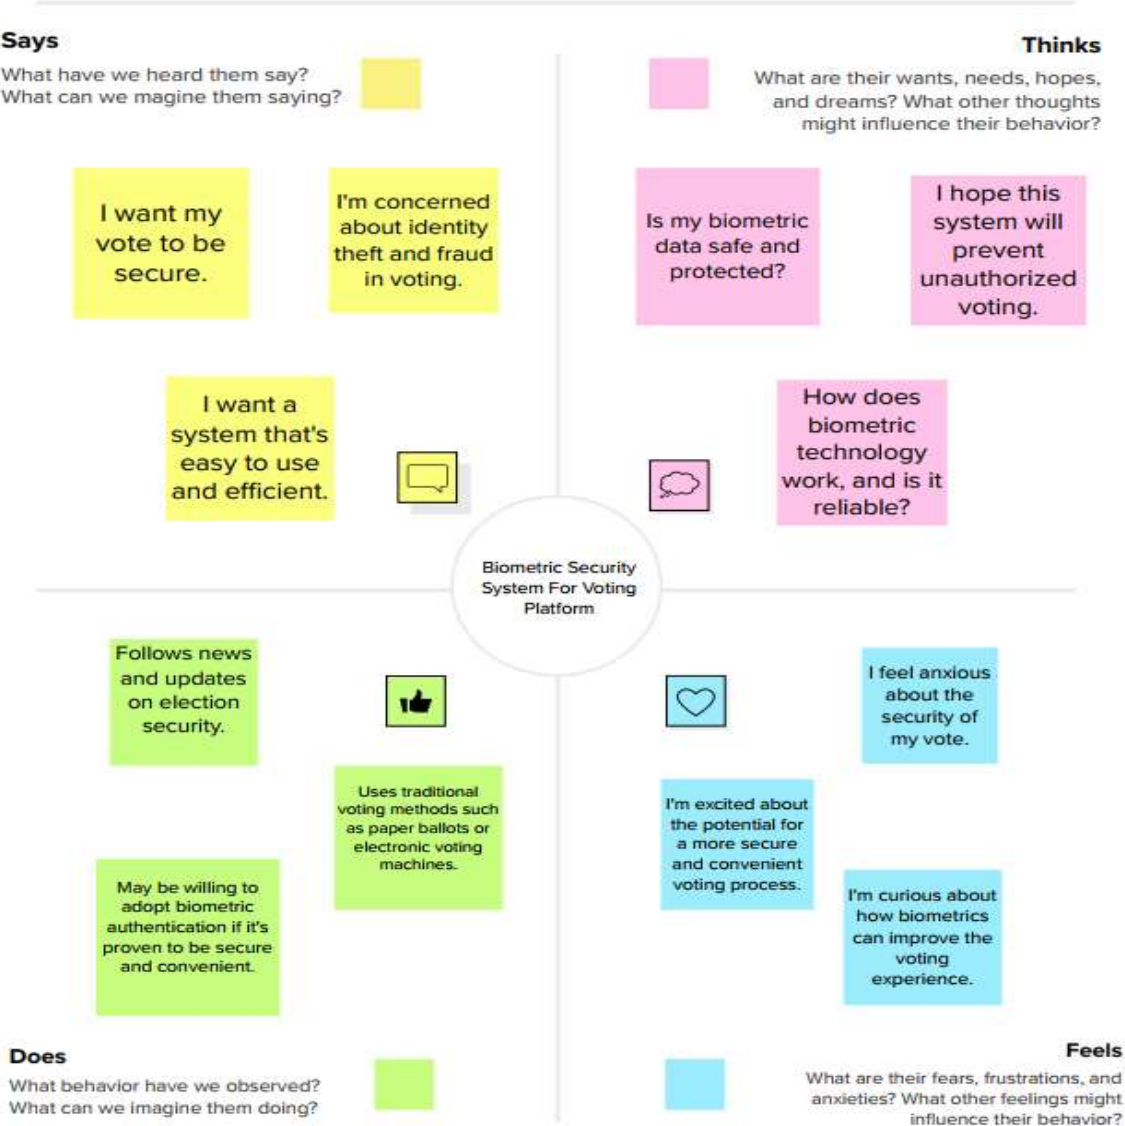 Says
What have we heard them say?
What can we magine them saying?
I want my
vote to be
secure.
I'm concerned
about identity
theft and fraud
in voting.
I want a
system that's
easy to use
and efficient.
Thinks
What are their wants, needs, hopes,
and dreams? What other thoughts
might influence their behavior?
Is my biometric
data safe and
protected?
I hope this
system will
prevent
unauthorized
voting.
How does
biometric
technology
work, and is it
reliable?
Biometric Security
System For Voting
Platform
Follows news
and updates
on election
security.
Uses traditional
voting methods such
as paper ballots or
electronic voting
machines.
May be willing to
adopt biometric
authentication if it's
proven to be secure
and convenient.
Does
What behavior have we observed?
What can we imagine them doing?
I feel anxious
about the
security of
my vote.
I'm excited about
the potential for
a more secure
and convenient
voting process.
I'm curious about
how biometrics
can improve the
voting
experience.
Feels
What are their fears, frustrations, and
anxieties? What other feelings might
influence their behavior?